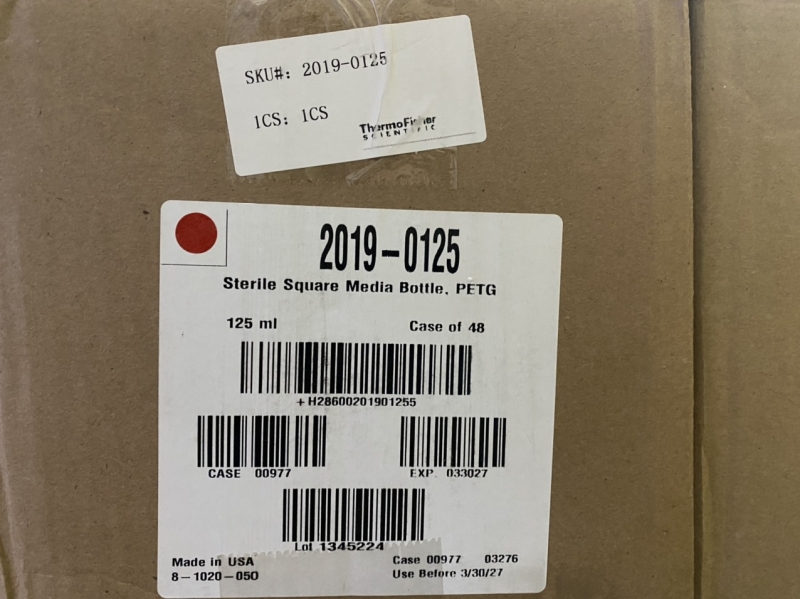 SKU#: 2019-0125
1CS: 1CS
ThermoFisher
SCIENTIFIC
2019-0125
Sterile Square Media Bottle, PETG
125 ml Case of 48
+H28600201901255
CASE 00977 EXP. 033027
Lot 1345224
Made in USA Case 00977 03276
8-1020-050 Use Before 3/30/27